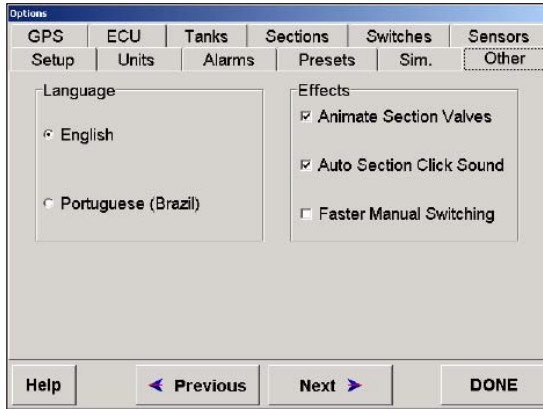 Options
GPS ECU Tanks Sections Switches Sensors
Setup Units Alarms Presets Sim. Other
Language
English
Portuguese (Brazil)
Effects
Animate Section Valves
Auto Section Click Sound
Faster Manual Switching
Help Previous Next DONE